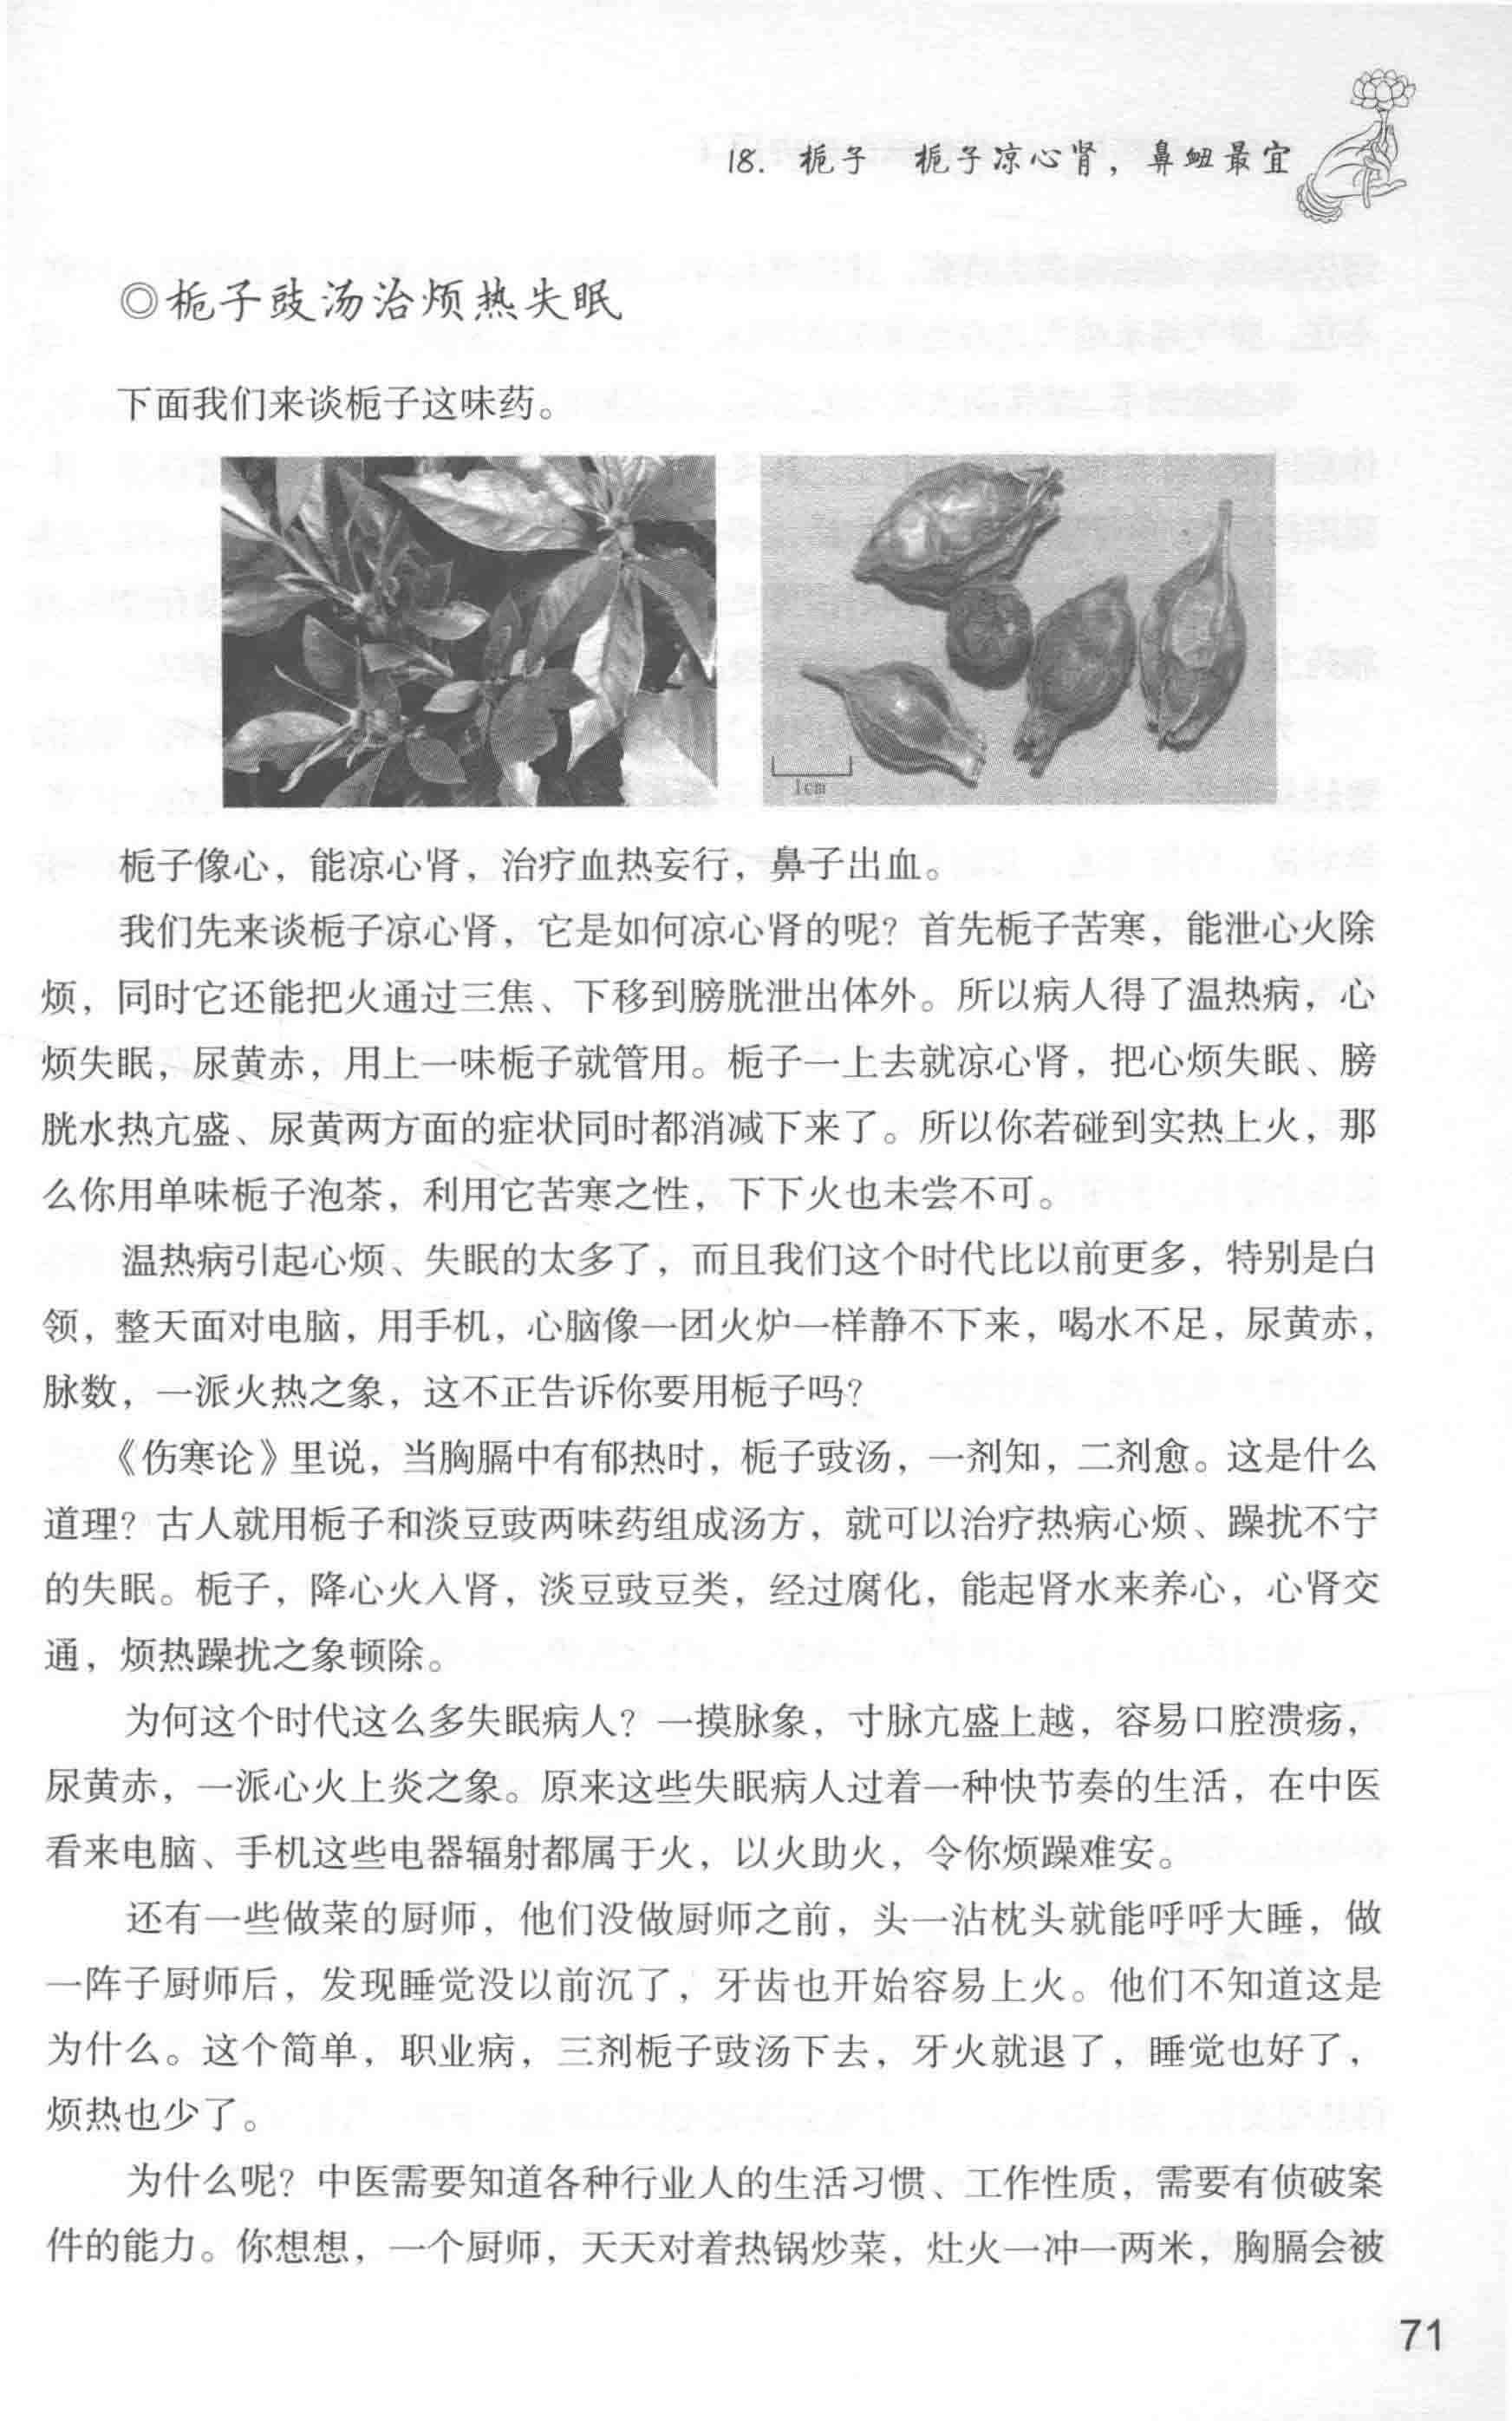 18. 栀子　栀子凉心肾，鼻衄最宜
◎栀子豉汤治烦热失眠
下面我们来谈栀子这味药。
1cm
栀子像心，能凉心肾，治疗血热妄行，鼻子出血。
我们先来谈栀子凉心肾，它是如何凉心肾的呢？首先栀子苦寒，能泄心火除
烦，同时它还能把火通过三焦、下移到膀胱泄出体外。所以病人得了温热病，心
烦失眠，尿黄赤，用上一味栀子就管用。栀子一上去就凉心肾，把心烦失眠、膀
胱水热亢盛、尿黄两方面的症状同时都消减下来了。所以你若碰到实热上火，那
么你用单味栀子泡茶，利用它苦寒之性，下下火也未尝不可。
温热病引起心烦、失眠的太多了，而且我们这个时代比以前更多，特别是白
领，整天面对电脑，用手机，心脑像一团火炉一样静不下来，喝水不足，尿黄赤，
脉数，一派火热之象，这不正告诉你要用栀子吗？
《伤寒论》里说，当胸膈中有郁热时，栀子豉汤，一剂知，二剂愈。这是什么
道理？古人就用栀子和淡豆豉两味药组成汤方，就可以治疗热病心烦、躁扰不宁
的失眠。栀子，降心火入肾，淡豆豉豆类，经过腐化，能起肾水来养心，心肾交
通，烦热躁扰之象顿除。
为何这个时代这么多失眠病人？一摸脉象，寸脉亢盛上越，容易口腔溃疡，
尿黄赤，一派心火上炎之象。原来这些失眠病人过着一种快节奏的生活，在中医
看来电脑、手机这些电器辐射都属于火，以火助火，令你烦躁难安。
还有一些做菜的厨师，他们没做厨师之前，头一沾枕头就能呼呼大睡，做
一阵子厨师后，发现睡觉没以前沉了，牙齿也开始容易上火。他们不知道这是
为什么。这个简单，职业病，三剂栀子豉汤下去，牙火就退了，睡觉也好了，
烦热也少了。
为什么呢？中医需要知道各种行业人的生活习惯、工作性质，需要有侦破案
件的能力。你想想，一个厨师，天天对着热锅炒菜，灶火一冲一两米，胸膈会被
71